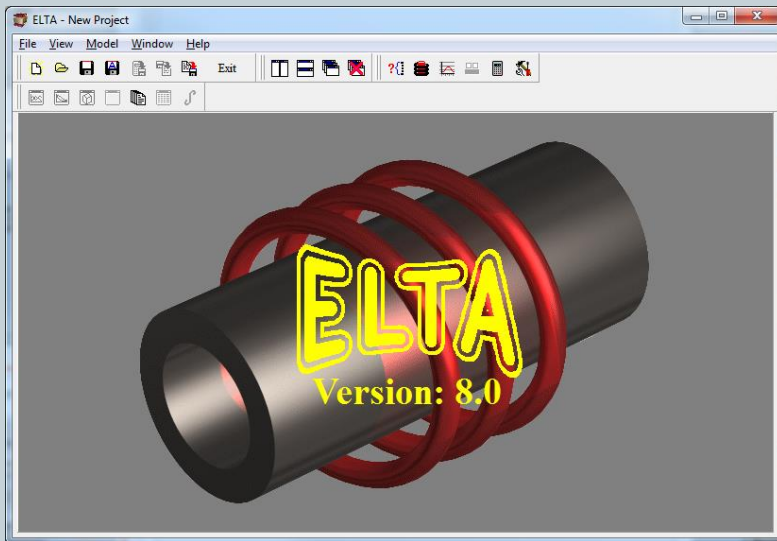 ELTA - New Project
File View Model Window Help
Exit
ELTA
Version: 8.0